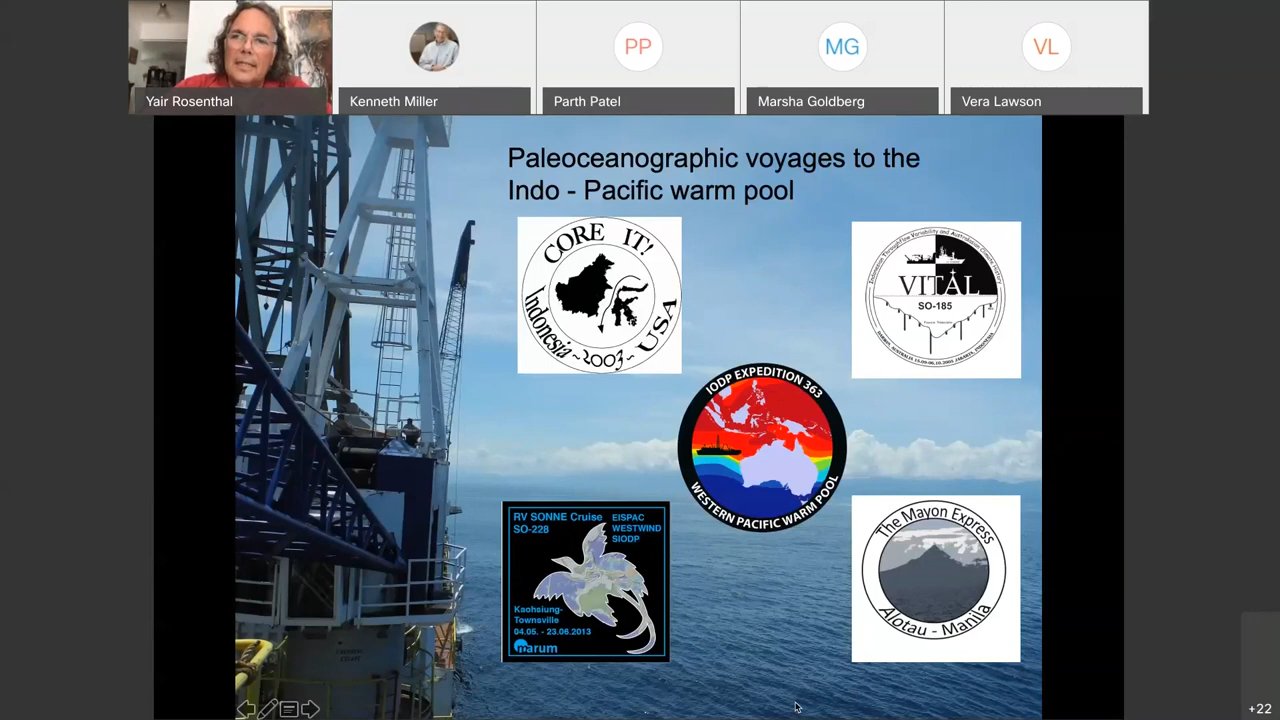 PP
MG
VL
Yair Rosenthal
Kenneth Miller
Parth Patel
Marsha Goldberg
Vera Lawson
Paleoceanographic voyages to the
Indo - Pacific warm pool
CORE IT!
Indonesia ~2003~ USA
VITAL
SO-185
IODP EXPEDITION 363
WESTERN PACIFIC WARM POOL
RV SONNE Cruise
SO-228
EISPAC
WESTWIND
SIODP
Kaohsiung-
Townsville
04.05. - 23.06.2013
marum
The Mayon Express
Alotau - Manila
+22